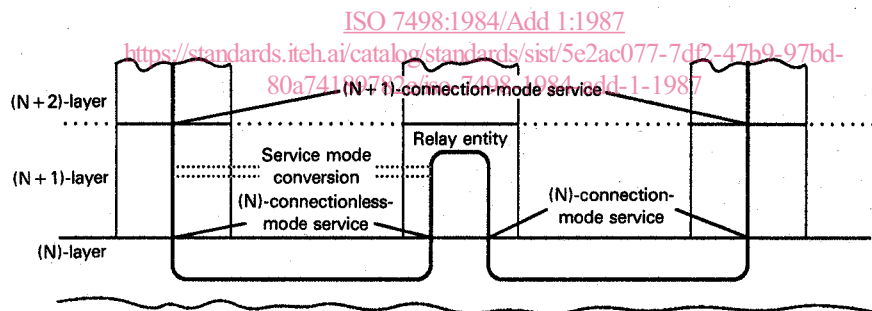 ISO 7498:1984/Add 1:1987
https://standards.iteh.ai/catalog/standards/sist/5e2ac077-7df2-47b9-97bd-
80a74189782e/iso-7498-1984-add-1-1987
(N + 1)-connection-mode service
(N + 2)-layer
Relay entity
Service mode
conversion
(N + 1)-layer
(N)-connectionless-
mode service
(N)-connection-
mode service
(N)-layer